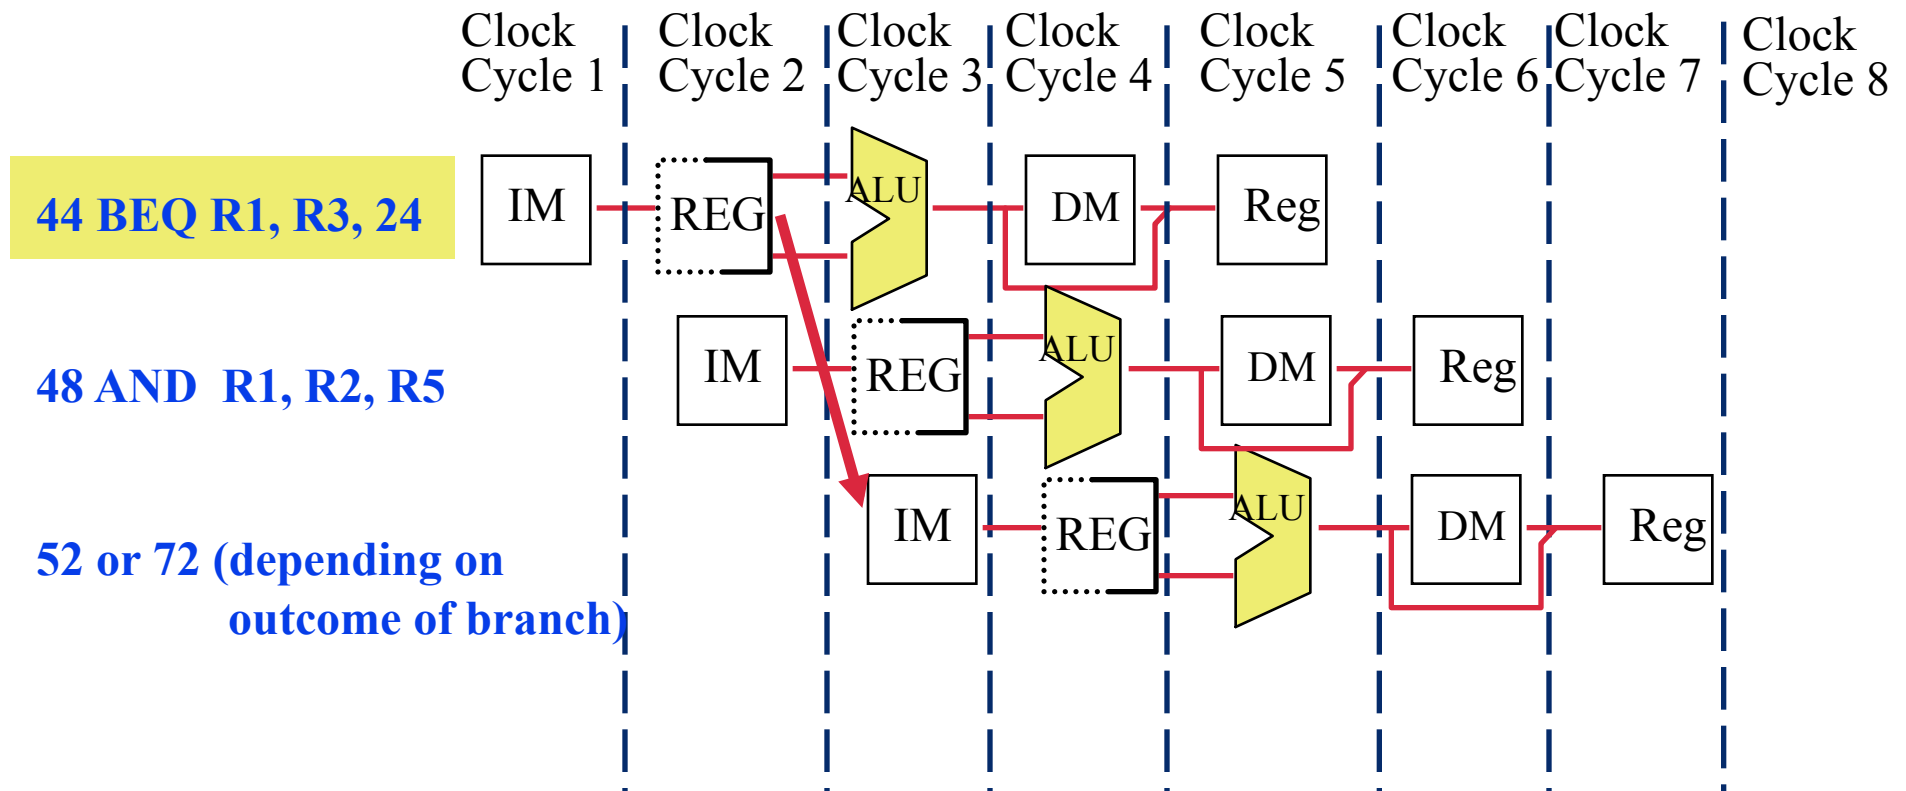 Clock Cycle 1
Clock Cycle 2
Clock Cycle 3
Clock Cycle 4
Clock Cycle 5
Clock Cycle 6
Clock Cycle 7
Clock Cycle 8
44 BEQ R1, R3, 24
IM
REG
ALU
DM
Reg
48 AND R1, R2, R5
IM
REG
ALU
DM
Reg
52 or 72 (depending on
outcome of branch)
IM
REG
ALU
DM
Reg